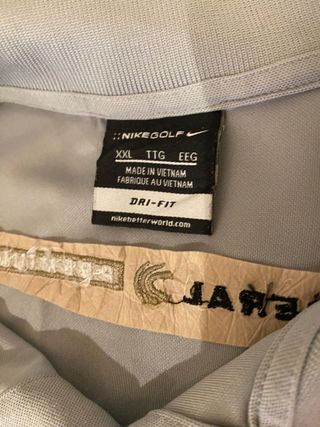 ::NIKEGOLF
XXL TTG EEG
MADE IN VIETNAM
FABRIQUE AU VIETNAM
DRI-FIT
nikebetterworld.com